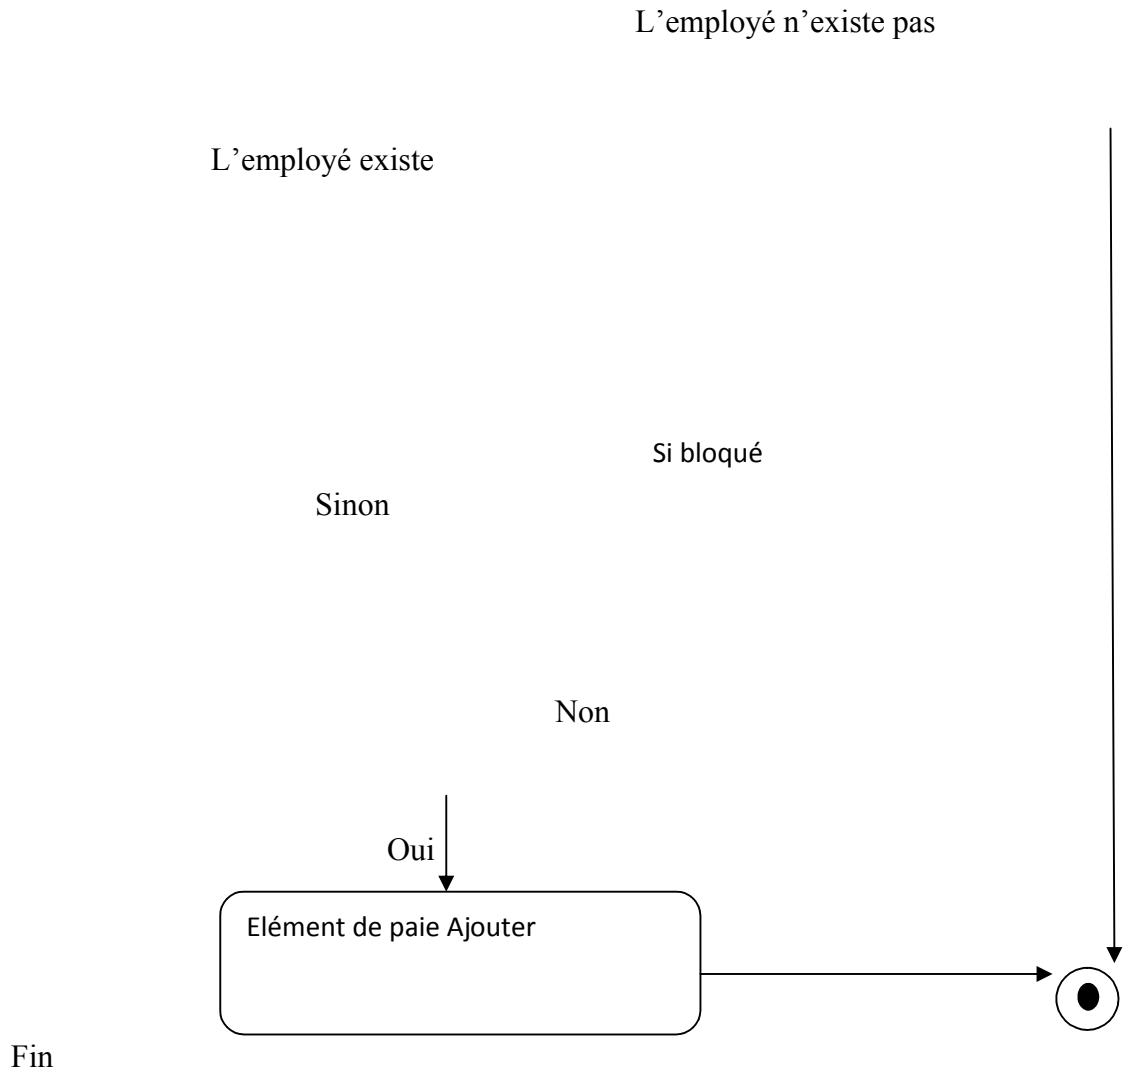 L’employé n’existe pas
L’employé existe
Si bloqué
Sinon
Non
Oui
Elément de paie Ajouter
Fin